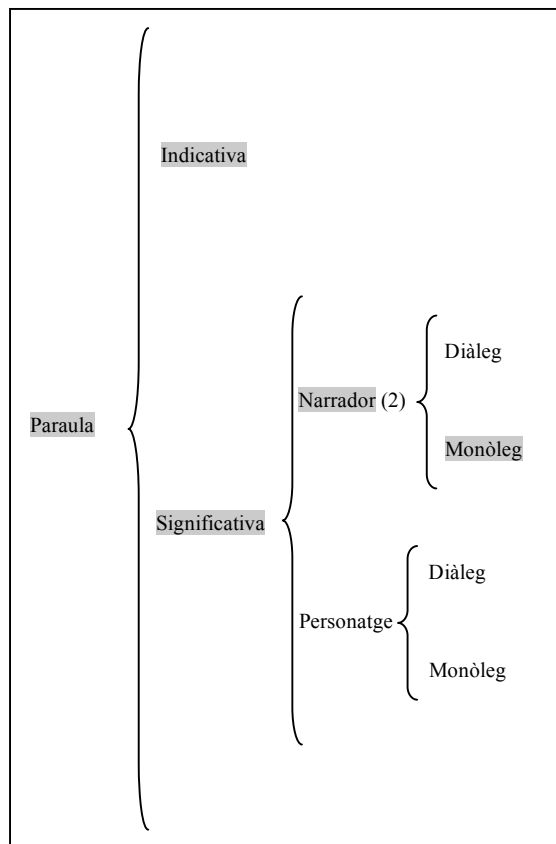 Indicativa
Diàleg
Narrador (2)
Paraula
Monòleg
Significativa
Diàleg
Personatge
Monòleg